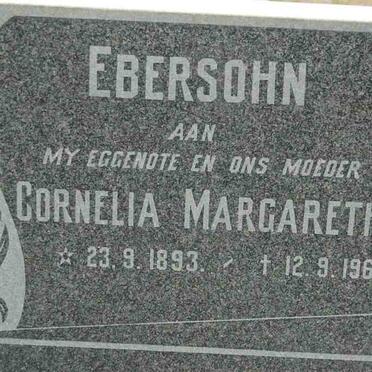 EBERSOHN
AAN
MY EGGENOTE EN ONS MOEDER
CORNELIA MARGARETH
☆ 23.9.1893. / † 12.9.196